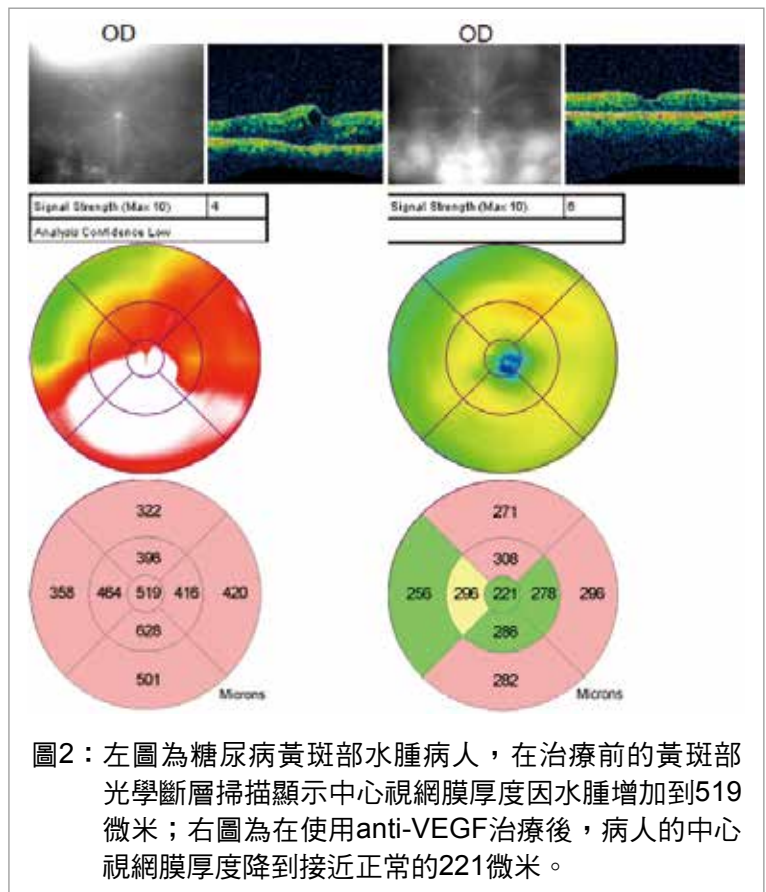 OD
OD
Signal Strength (Max 10) 4
Analysis Confidence Low
Signal Strength (Max 10) 6
322
396
358 464 519 416 420
628
501
Microns
271
308
256 296 221 278 296
286
282
Microns
圖2：左圖為糖尿病黃斑部水腫病人，在治療前的黃斑部
光學斷層掃描顯示中心視網膜厚度因水腫增加到519
微米；右圖為在使用anti-VEGF治療後，病人的中心
視網膜厚度降到接近正常的221微米。